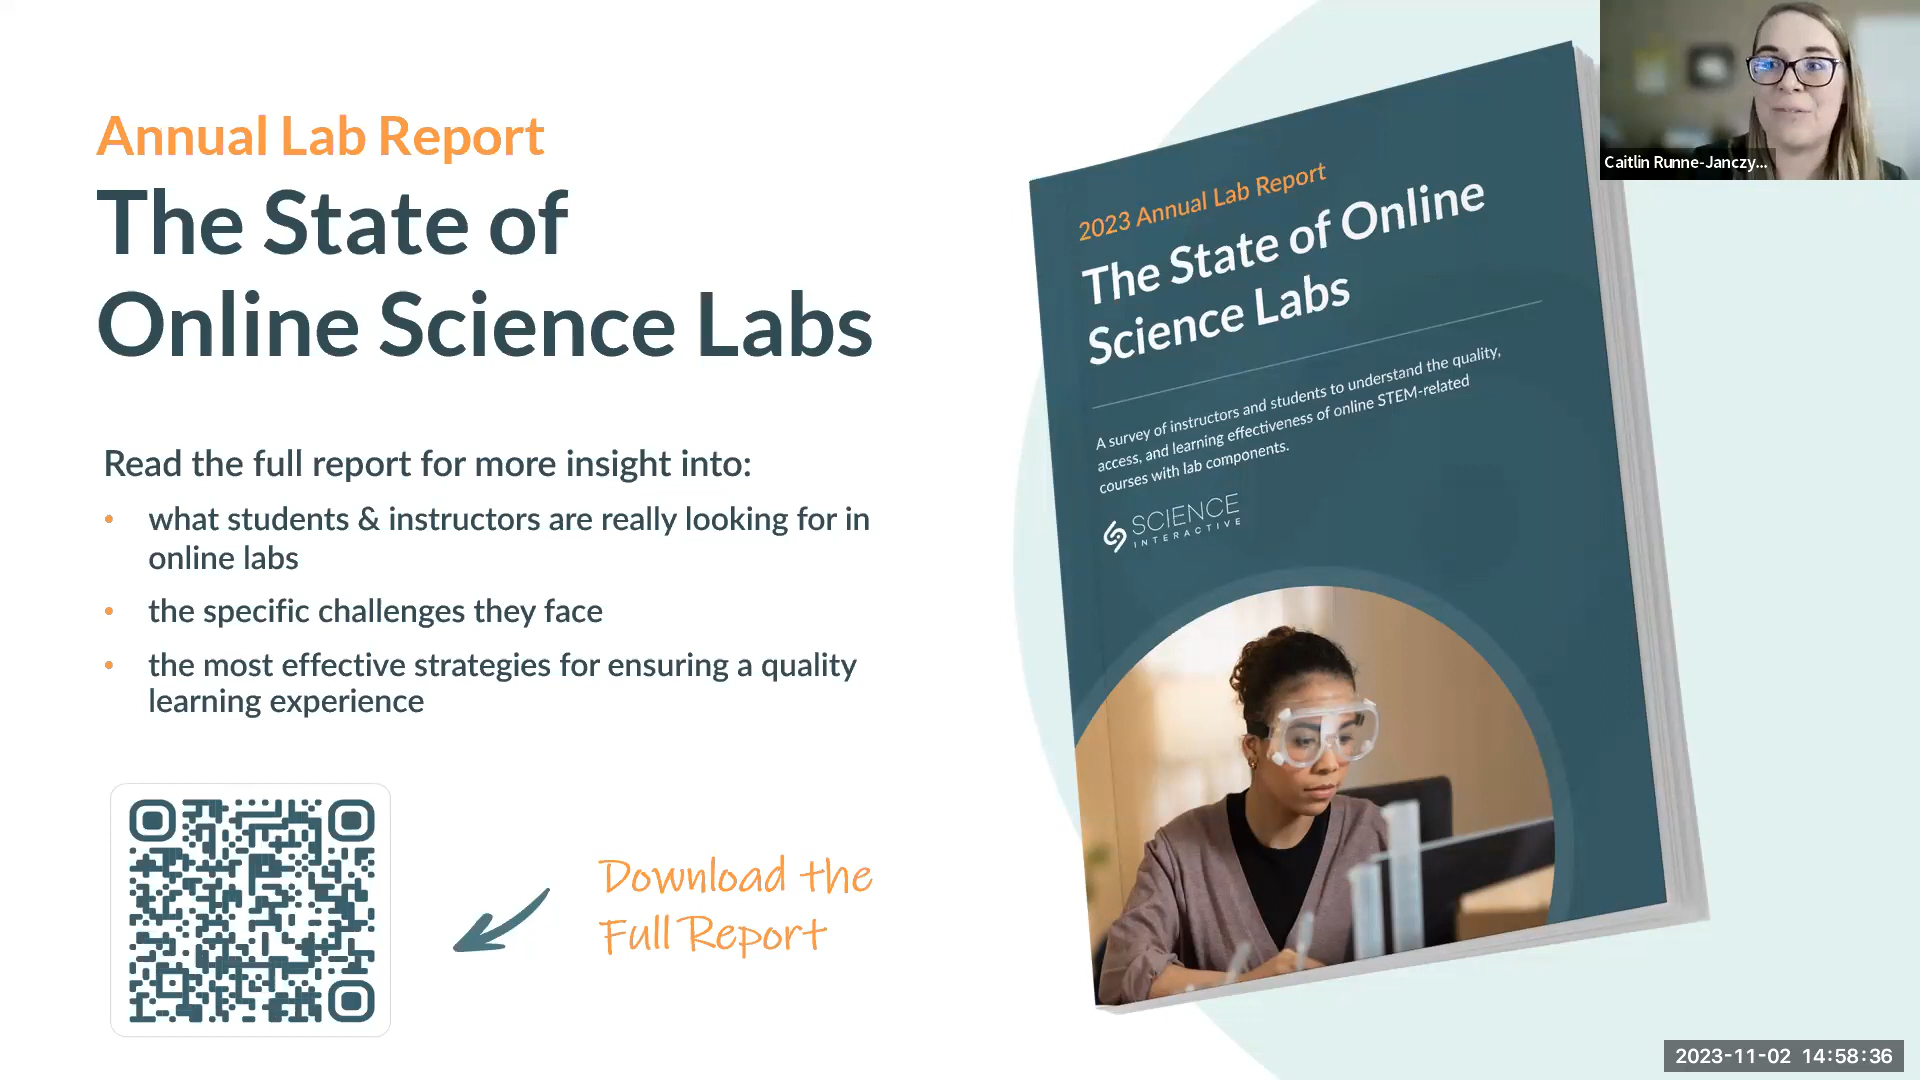 Annual Lab Report
The State of
Online Science Labs
Read the full report for more insight into:
• what students & instructors are really looking for in
online labs
• the specific challenges they face
• the most effective strategies for ensuring a quality
learning experience
Download the
Full Report
2023 Annual Lab Report
The State of Online
Science Labs
A survey of instructors and students to understand the quality,
access, and learning effectiveness of online STEM-related
courses with lab components.
SCIENCE
INTERACTIVE
Caitlin Runne-Janczy...
2023-11-02 14:58:36